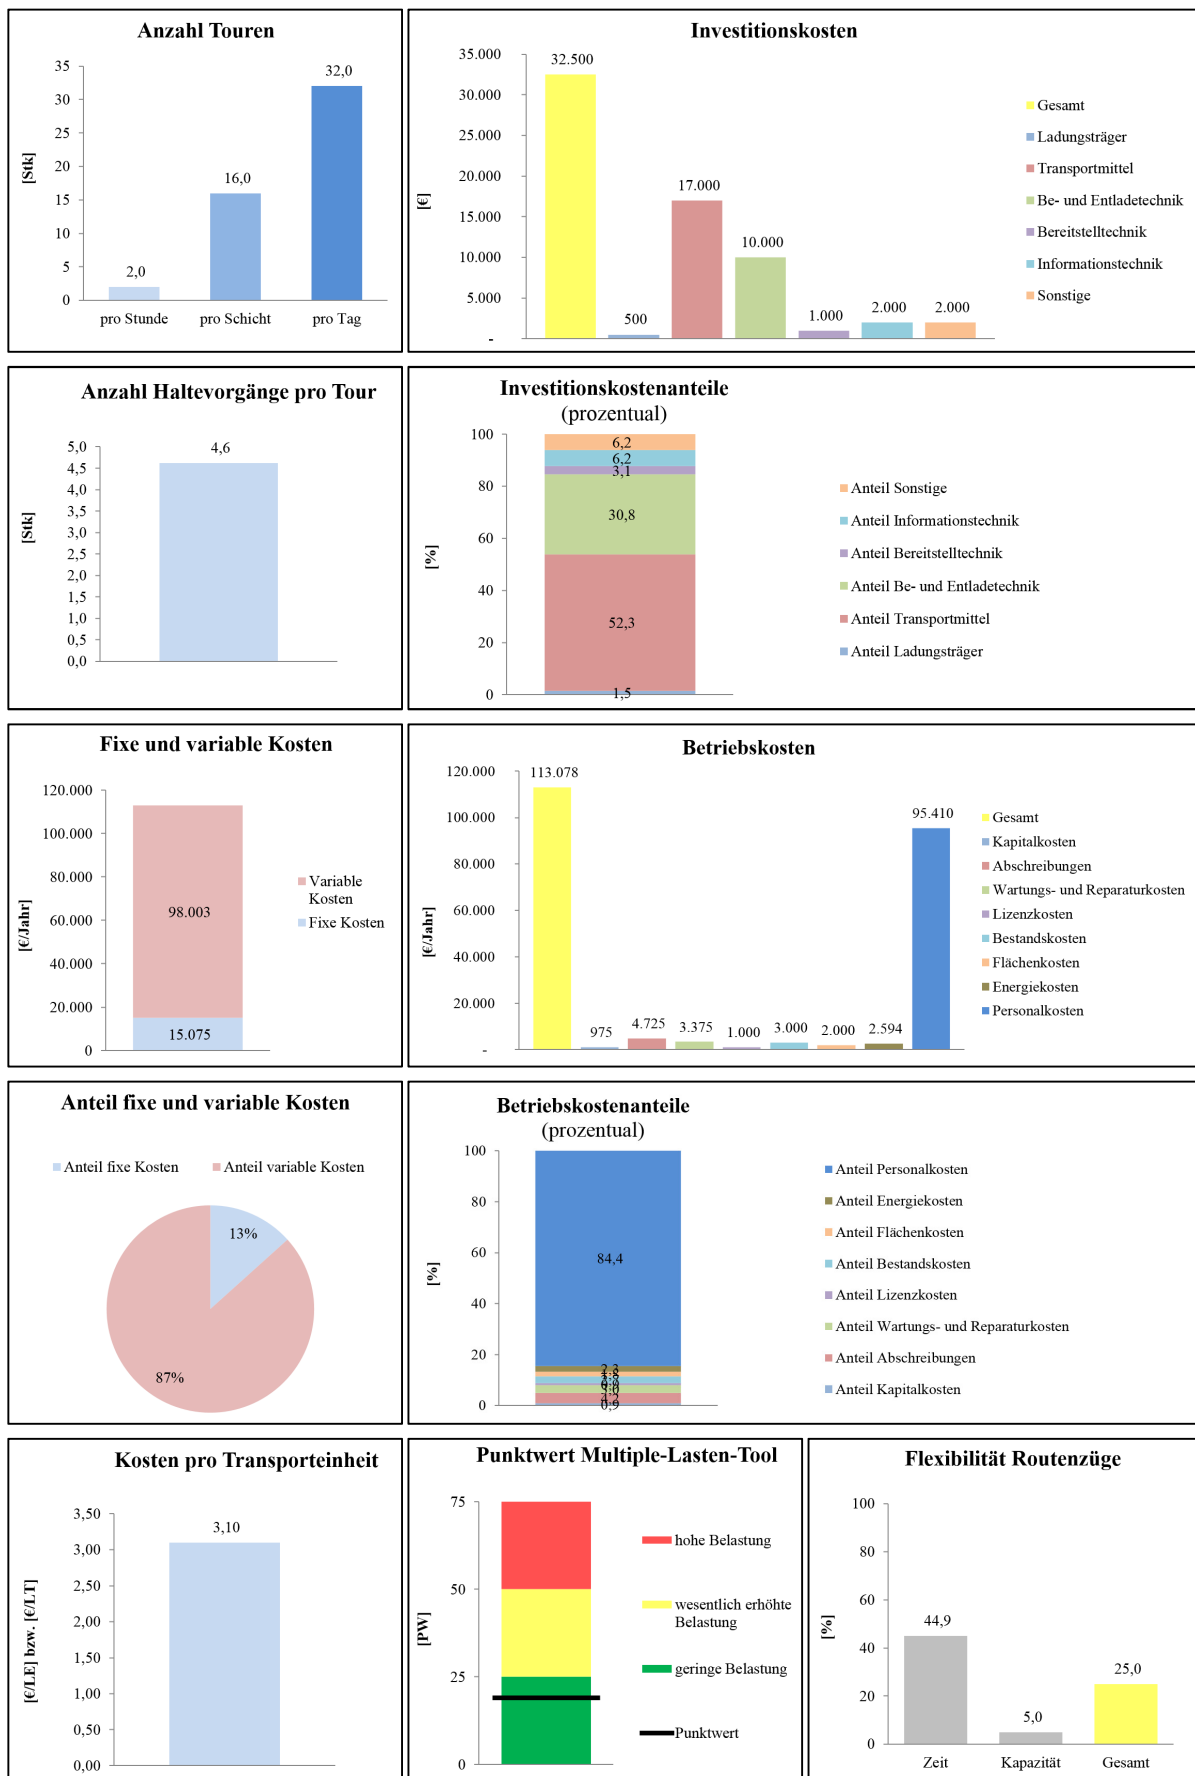 Anzahl Touren
[Stk]
35
30
25
20
15
10
5
0
2,0
16,0
32,0
pro Stunde
pro Schicht
pro Tag
Investitionskosten
[€]
35.000
30.000
25.000
20.000
15.000
10.000
5.000
-
32.500
500
17.000
10.000
1.000
2.000
2.000
Gesamt
Ladungsträger
Transportmittel
Be- und Entladetechnik
Bereitstelltechnik
Informationstechnik
Sonstige
Anzahl Haltevorgänge pro Tour
[Stk]
5,0
4,5
4,0
3,5
3,0
2,5
2,0
1,5
1,0
0,5
0,0
4,6
Investitionskostenanteile
(prozentual)
[%]
100
80
60
40
20
0
6,2
6,2
3,1
30,8
52,3
1,5
Anteil Sonstige
Anteil Informationstechnik
Anteil Bereitstelltechnik
Anteil Be- und Entladetechnik
Anteil Transportmittel
Anteil Ladungsträger
Fixe und variable Kosten
[€/Jahr]
120.000
100.000
80.000
60.000
40.000
20.000
0
98.003
15.075
Variable
Kosten
Fixe Kosten
Betriebskosten
[€/Jahr]
120.000
100.000
80.000
60.000
40.000
20.000
-
113.078
975
4.725
3.375
1.000
3.000
2.000
2.594
95.410
Gesamt
Kapitalkosten
Abschreibungen
Wartungs- und Reparaturkosten
Lizenzkosten
Bestandskosten
Flächenkosten
Energiekosten
Personalkosten
Anteil fixe und variable Kosten
Anteil fixe Kosten
Anteil variable Kosten
13%
87%
Betriebskostenanteile
(prozentual)
[%]
100
80
60
40
20
0
84,4
2,3
3,0
4,2
0,9
Anteil Personalkosten
Anteil Energiekosten
Anteil Flächenkosten
Anteil Bestandskosten
Anteil Lizenzkosten
Anteil Wartungs- und Reparaturkosten
Anteil Abschreibungen
Anteil Kapitalkosten
Kosten pro Transporteinheit
[€/LE] bzw. [€/LT]
3,50
3,00
2,50
2,00
1,50
1,00
0,50
0,00
3,10
Punktwert Multiple-Lasten-Tool
[PW]
75
50
25
0
hohe Belastung
wesentlich erhöhte
Belastung
geringe Belastung
Punktwert
Flexibilität Routenzüge
[%]
100
80
60
40
20
0
44,9
5,0
25,0
Zeit
Kapazität
Gesamt